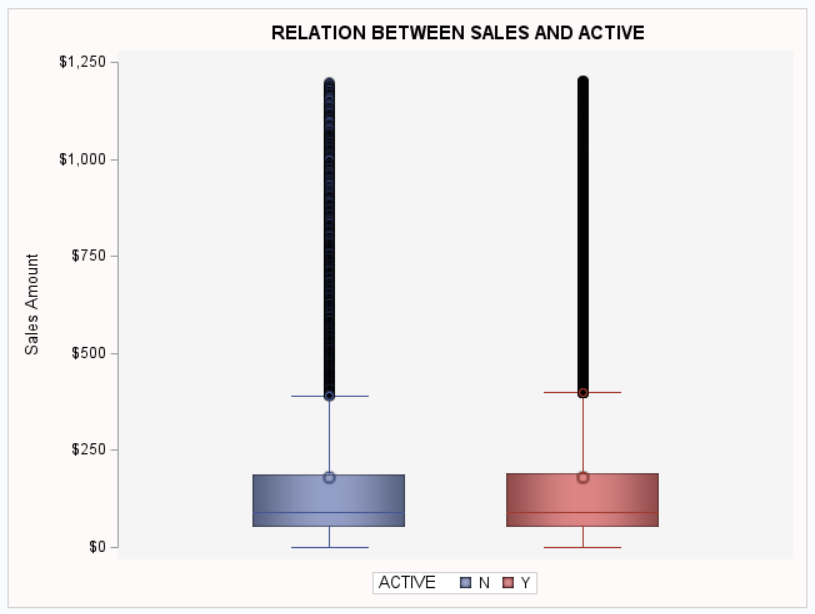 RELATION BETWEEN SALES AND ACTIVE
$1,250
$1,000
$750
$500
$250
$0
Sales Amount
ACTIVE N Y